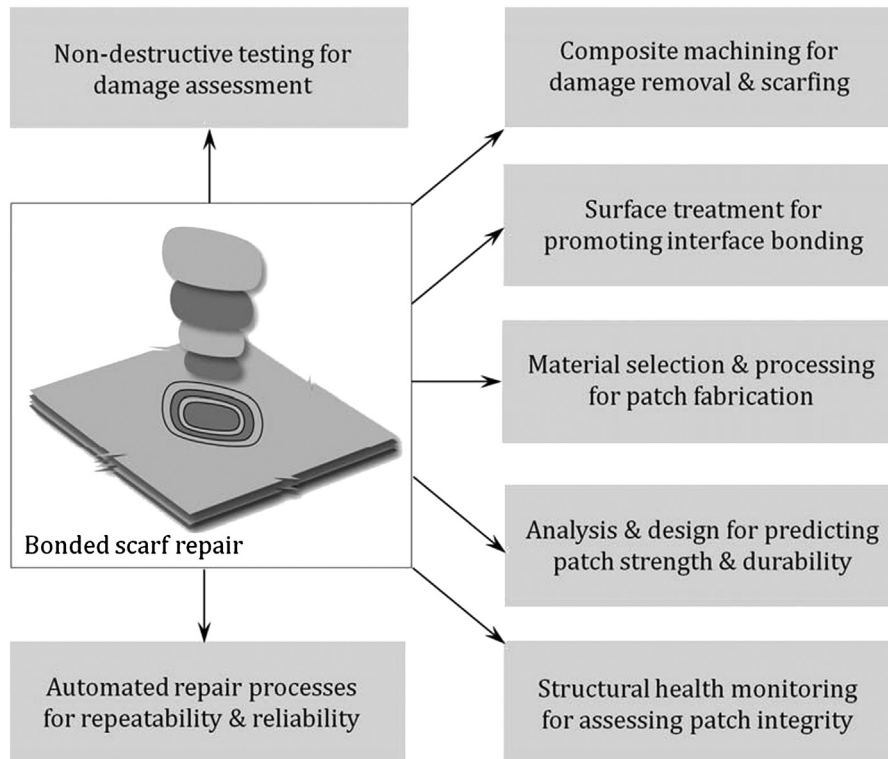 Non-destructive testing for
damage assessment
Composite machining for
damage removal & scarfing
Surface treatment for
promoting interface bonding
Material selection & processing
for patch fabrication
Bonded scarf repair
Analysis & design for predicting
patch strength & durability
Automated repair processes
for repeatability & reliability
Structural health monitoring
for assessing patch integrity